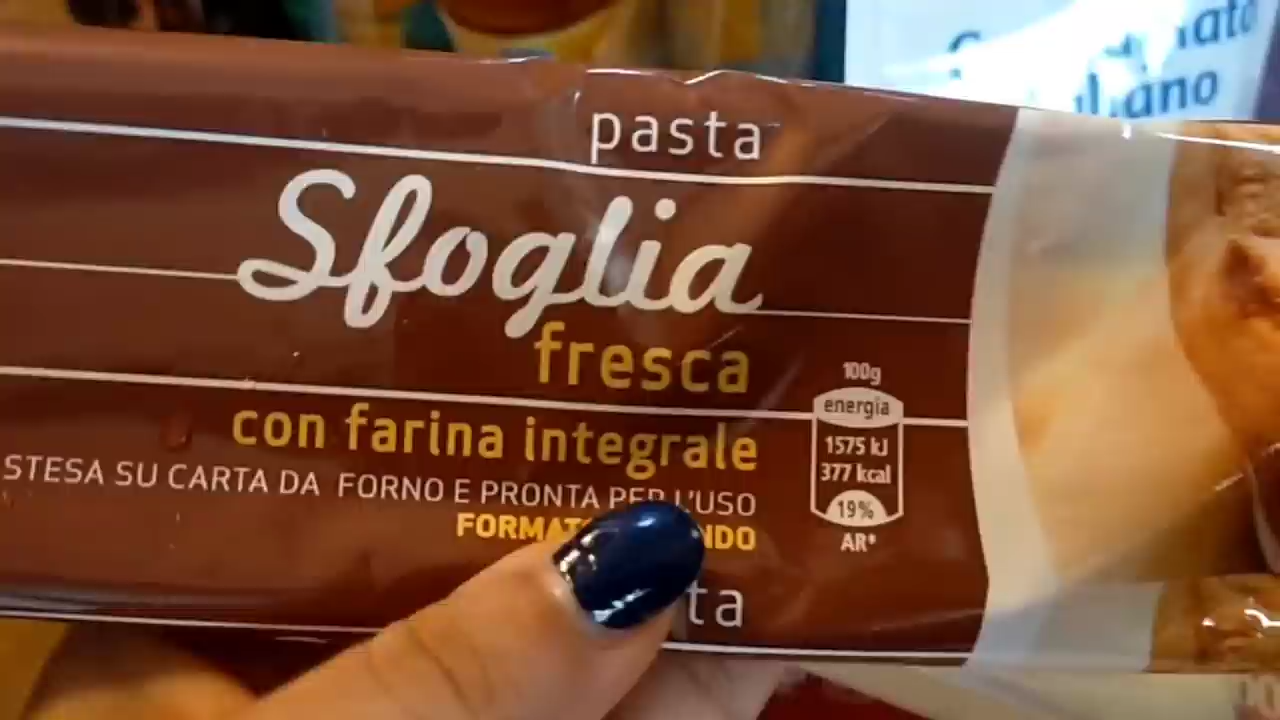 pasta
Sfoglia
fresca
con farina integrale
STESA SU CARTA DA FORNO E PRONTA PER L'USO
100g
energia
1575 kJ
377 kcal
19%
AR*